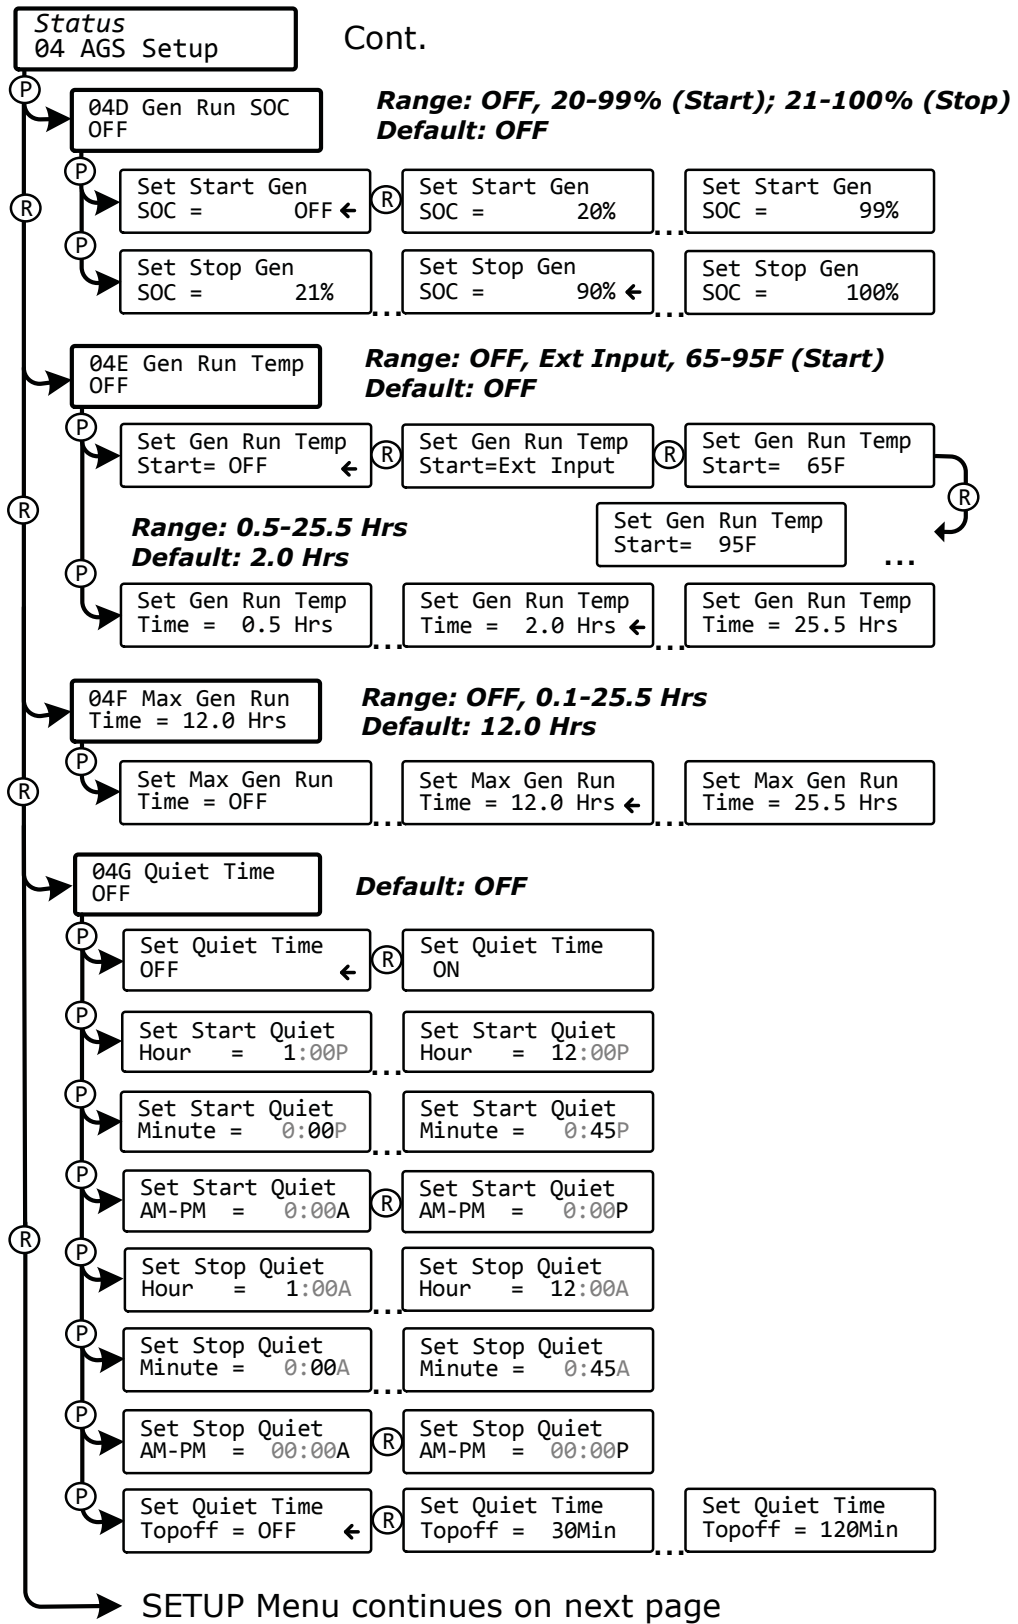 Status
04 AGS Setup
Cont.
P
04D Gen Run SOC
OFF
Range: OFF, 20-99% (Start); 21-100% (Stop)
Default: OFF
P
R
Set Start Gen
SOC = OFF ←
R
Set Start Gen
SOC = 20%
...
Set Start Gen
SOC = 99%
P
Set Stop Gen
SOC = 21%
...
Set Stop Gen
SOC = 90% ←
...
Set Stop Gen
SOC = 100%
04E Gen Run Temp
OFF
Range: OFF, Ext Input, 65-95F (Start)
Default: OFF
P
Set Gen Run Temp
Start= OFF ←
R
Set Gen Run Temp
Start=Ext Input
R
Set Gen Run Temp
Start= 65F
R
R
Range: 0.5-25.5 Hrs
Default: 2.0 Hrs
Set Gen Run Temp
Start= 95F
...
P
Set Gen Run Temp
Time = 0.5 Hrs
...
Set Gen Run Temp
Time = 2.0 Hrs ←
...
Set Gen Run Temp
Time = 25.5 Hrs
04F Max Gen Run
Time = 12.0 Hrs
Range: OFF, 0.1-25.5 Hrs
Default: 12.0 Hrs
P
R
Set Max Gen Run
Time = OFF
...
Set Max Gen Run
Time = 12.0 Hrs ←
...
Set Max Gen Run
Time = 25.5 Hrs
04G Quiet Time
OFF
Default: OFF
P
Set Quiet Time
OFF ←
R
Set Quiet Time
ON
P
Set Start Quiet
Hour = 1:00P
...
Set Start Quiet
Hour = 12:00P
P
Set Start Quiet
Minute = 0:00P
...
Set Start Quiet
Minute = 0:45P
P
Set Start Quiet
AM-PM = 0:00A
R
Set Start Quiet
AM-PM = 0:00P
R
P
Set Stop Quiet
Hour = 1:00A
...
Set Stop Quiet
Hour = 12:00A
P
Set Stop Quiet
Minute = 0:00A
...
Set Stop Quiet
Minute = 0:45A
P
Set Stop Quiet
AM-PM = 00:00A
R
Set Stop Quiet
AM-PM = 00:00P
P
Set Quiet Time
Topoff = OFF ←
R
Set Quiet Time
Topoff = 30Min
...
Set Quiet Time
Topoff = 120Min
SETUP Menu continues on next page